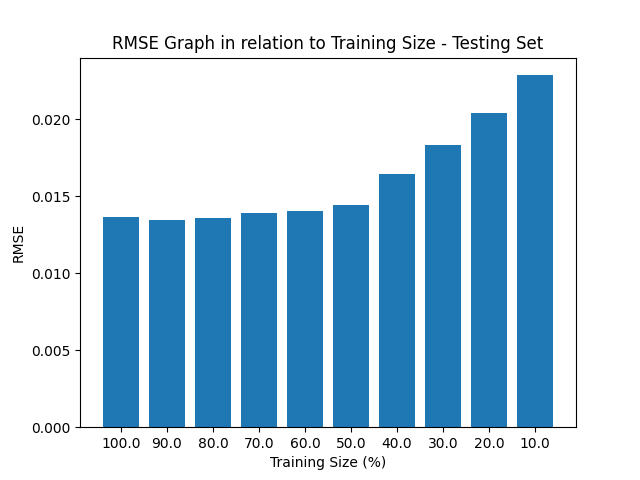 RMSE Graph in relation to Training Size - Testing Set
RMSE
0.020
0.015
0.010
0.005
0.000
100.0 90.0 80.0 70.0 60.0 50.0 40.0 30.0 20.0 10.0
Training Size (%)